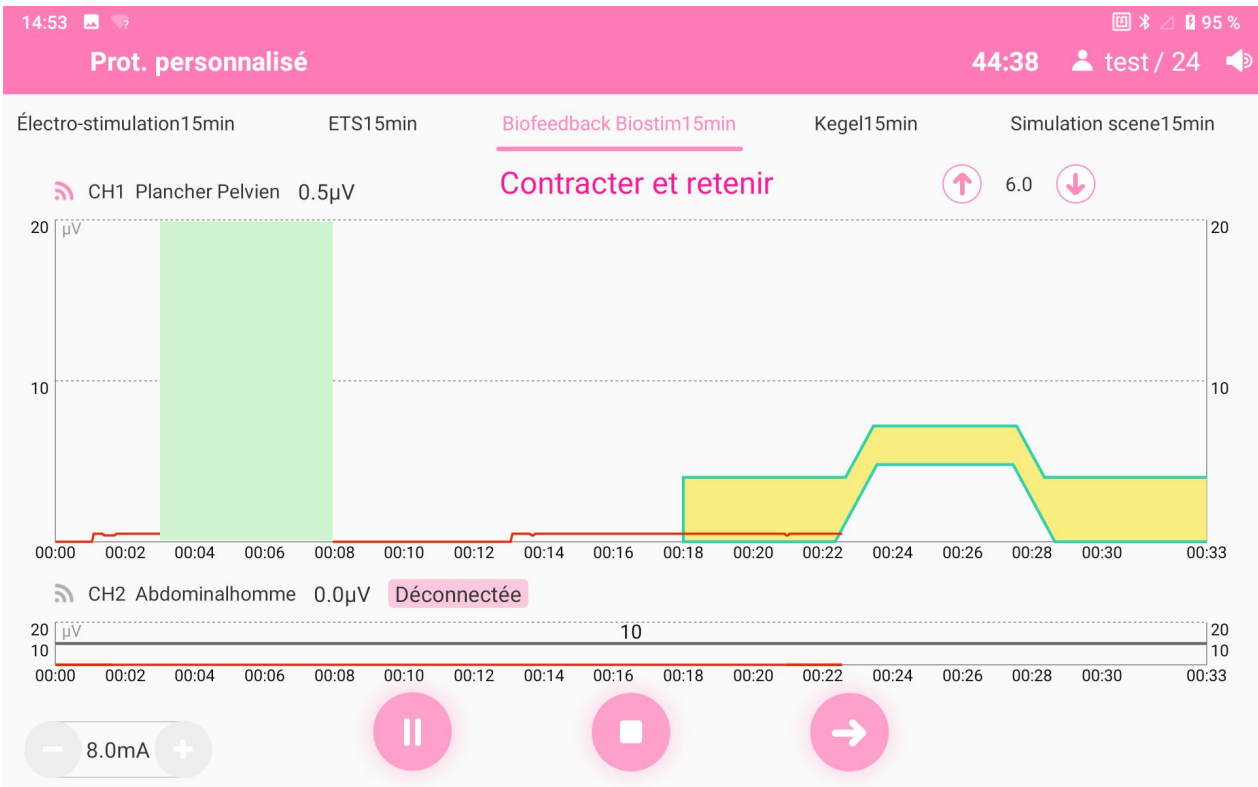 14:53 95 %
Prot. personnalisé 44:38 test / 24
Électro-stimulation15min ETS15min Biofeedback Biostim15min Kegel15min Simulation scene15min
CH1 Plancher Pelvien 0.5µV Contracter et retenir 6.0
20 µV 20
10 10
00:00 00:02 00:04 00:06 00:08 00:10 00:12 00:14 00:16 00:18 00:20 00:22 00:24 00:26 00:28 00:30 00:33
CH2 Abdominalhomme 0.0µV Déconnectée
20 µV 10 20
10 10
00:00 00:02 00:04 00:06 00:08 00:10 00:12 00:14 00:16 00:18 00:20 00:22 00:24 00:26 00:28 00:30 00:33
8.0mA